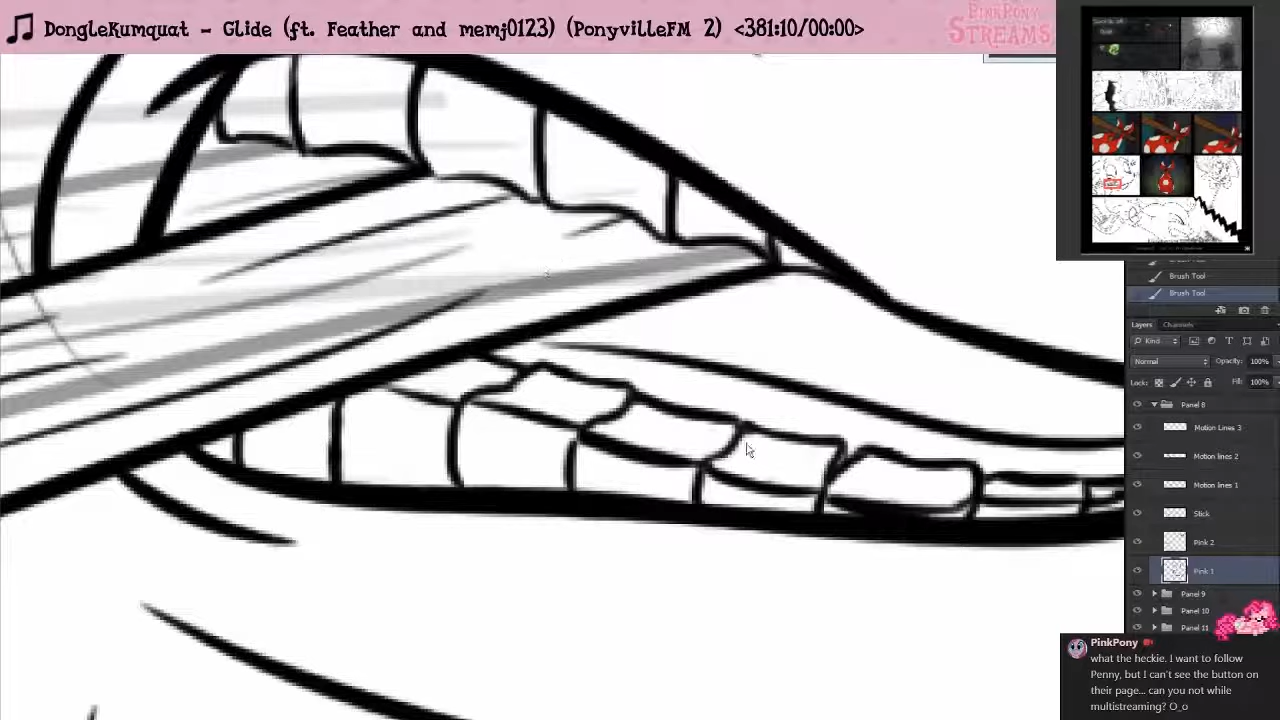 DongleKumquat - Glide (ft. Feather and memj0123) (PonyvilleFM 2) <381:10/00:00>
PINKPONY
STREAMS
Brush Tool
Brush Tool
Layers Channels
Kind
Normal Opacity: 100%
Lock: Fill: 100%
Panel 8
Motion Lines 3
Motion lines 2
Motion lines 1
Stick
Pink 2
Pink 1
Panel 9
Panel 10
Panel 11
PinkPony
what the heckie. I want to follow
Penny, but I can't see the button on
their page... can you not while
multistreaming? O_o